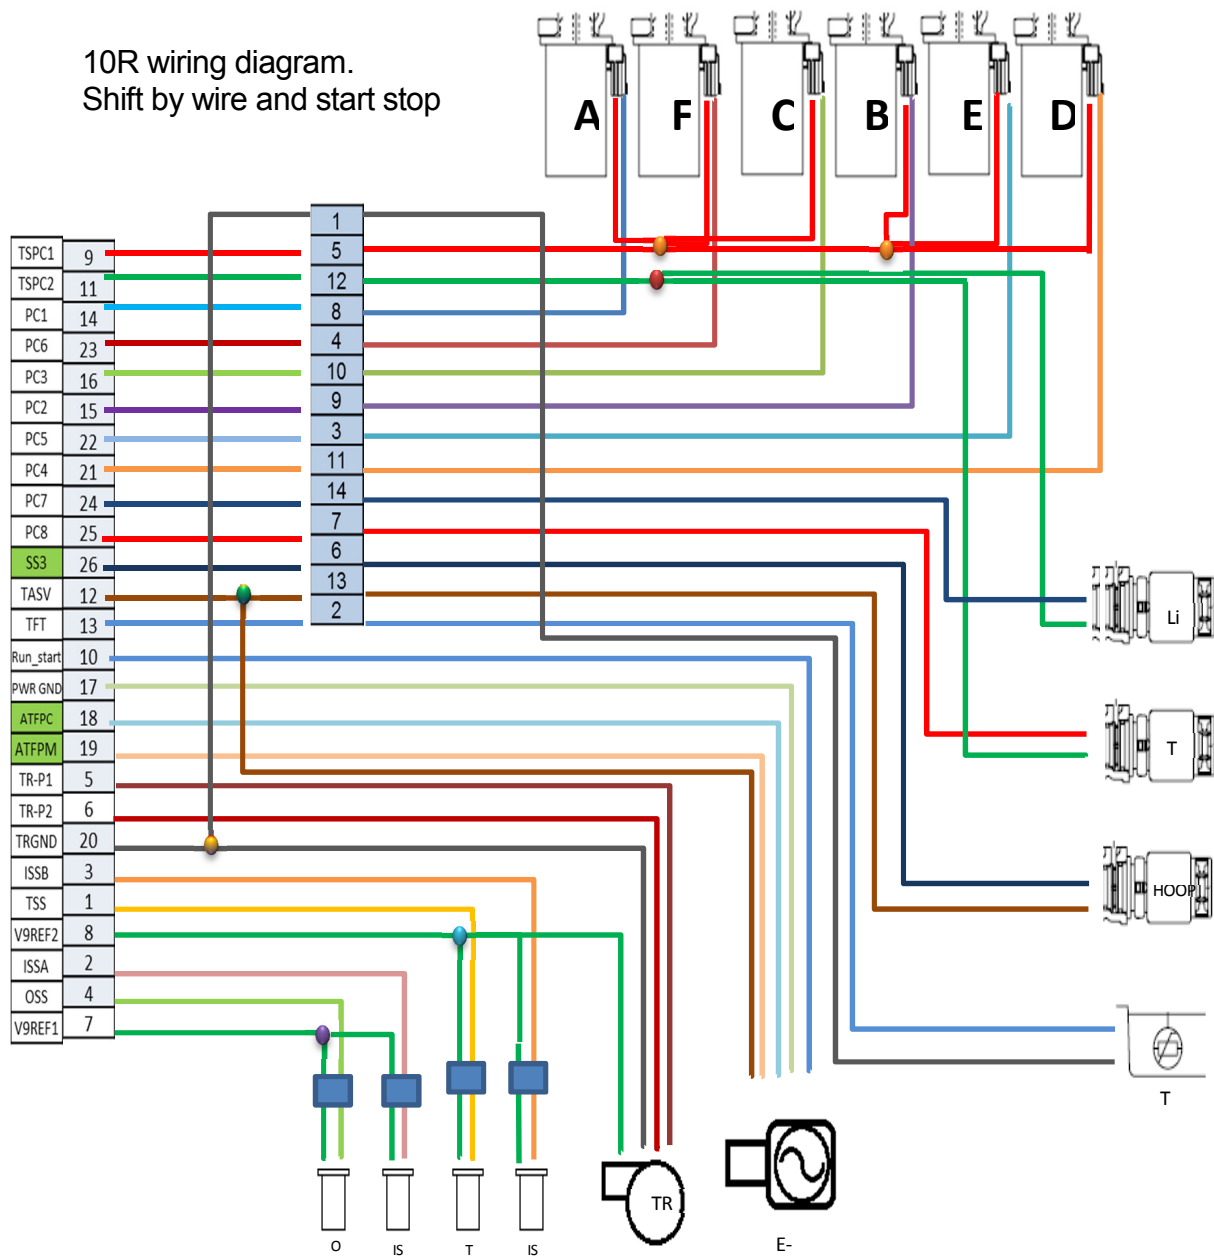 10R wiring diagram.
Shift by wire and start stop
A F C B E D
1
TSPC1 9 5
TSPC2 11 12
PC1 14 8
PC6 23 4
PC3 16 10
PC2 15 9
PC5 22 3
PC4 21 11
PC7 24 14
PC8 25 7
SS3 26 6
TASV 12 13
TFT 13 2
Run_start 10
PWR GND 17
ATFPC 18
ATFPM 19
TR-P1 5
TR-P2 6
TRGND 20
ISSB 3
TSS 1
V9REF2 8
ISSA 2
OSS 4
V9REF1 7
Li
T
HOOP
T
TR
O IS T IS E-